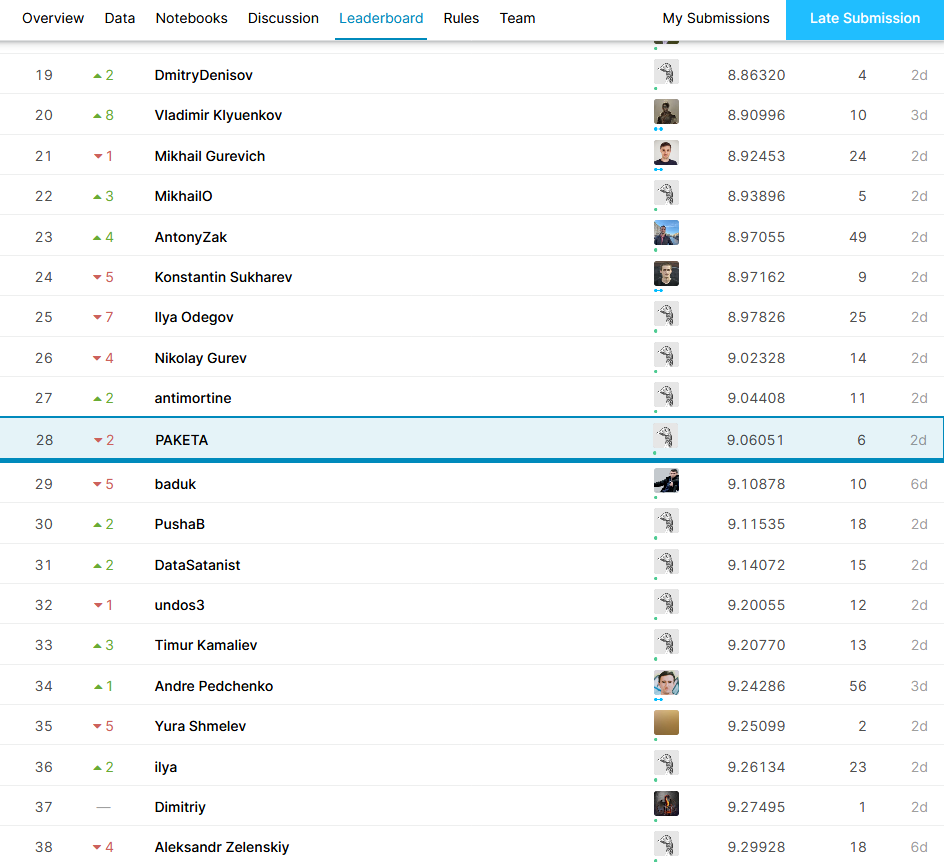 Overview Data Notebooks Discussion Leaderboard Rules Team My Submissions Late Submission
19 2 DmitryDenisov 8.86320 4 2d
20 8 Vladimir Klyuenkov 8.90996 10 3d
21 1 Mikhail Gurevich 8.92453 24 2d
22 3 MikhailO 8.93896 5 2d
23 4 AntonyZak 8.97055 49 2d
24 5 Konstantin Sukharev 8.97162 9 2d
25 7 Ilya Odegov 8.97826 25 2d
26 4 Nikolay Gurev 9.02328 14 2d
27 2 antimortine 9.04408 11 2d
28 2 PAKETA 9.06051 6 2d
29 5 baduk 9.10878 10 6d
30 2 PushaB 9.11535 18 2d
31 2 DataSatanist 9.14072 15 2d
32 1 undos3 9.20055 12 2d
33 3 Timur Kamaliev 9.20770 13 2d
34 1 Andre Pedchenko 9.24286 56 3d
35 5 Yura Shmelev 9.25099 2 2d
36 2 ilya 9.26134 23 2d
37 — Dimitriy 9.27495 1 2d
38 4 Aleksandr Zelenskiy 9.29928 18 6d